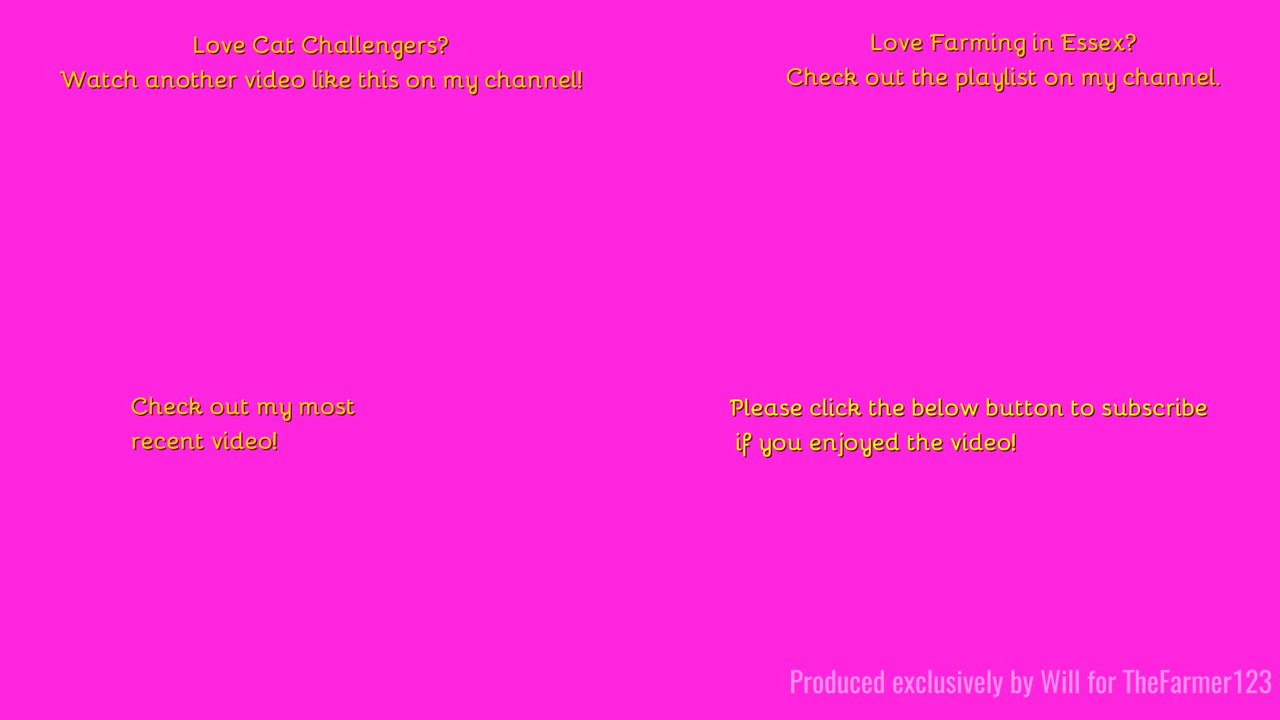 Love Cat Challengers?
Watch another video like this on my channel!
Love Farming in Essex?
Check out the playlist on my channel.
Check out my most
recent video!
Please click the below button to subscribe
if you enjoyed the video!
Produced exclusively by Will for TheFarmer123